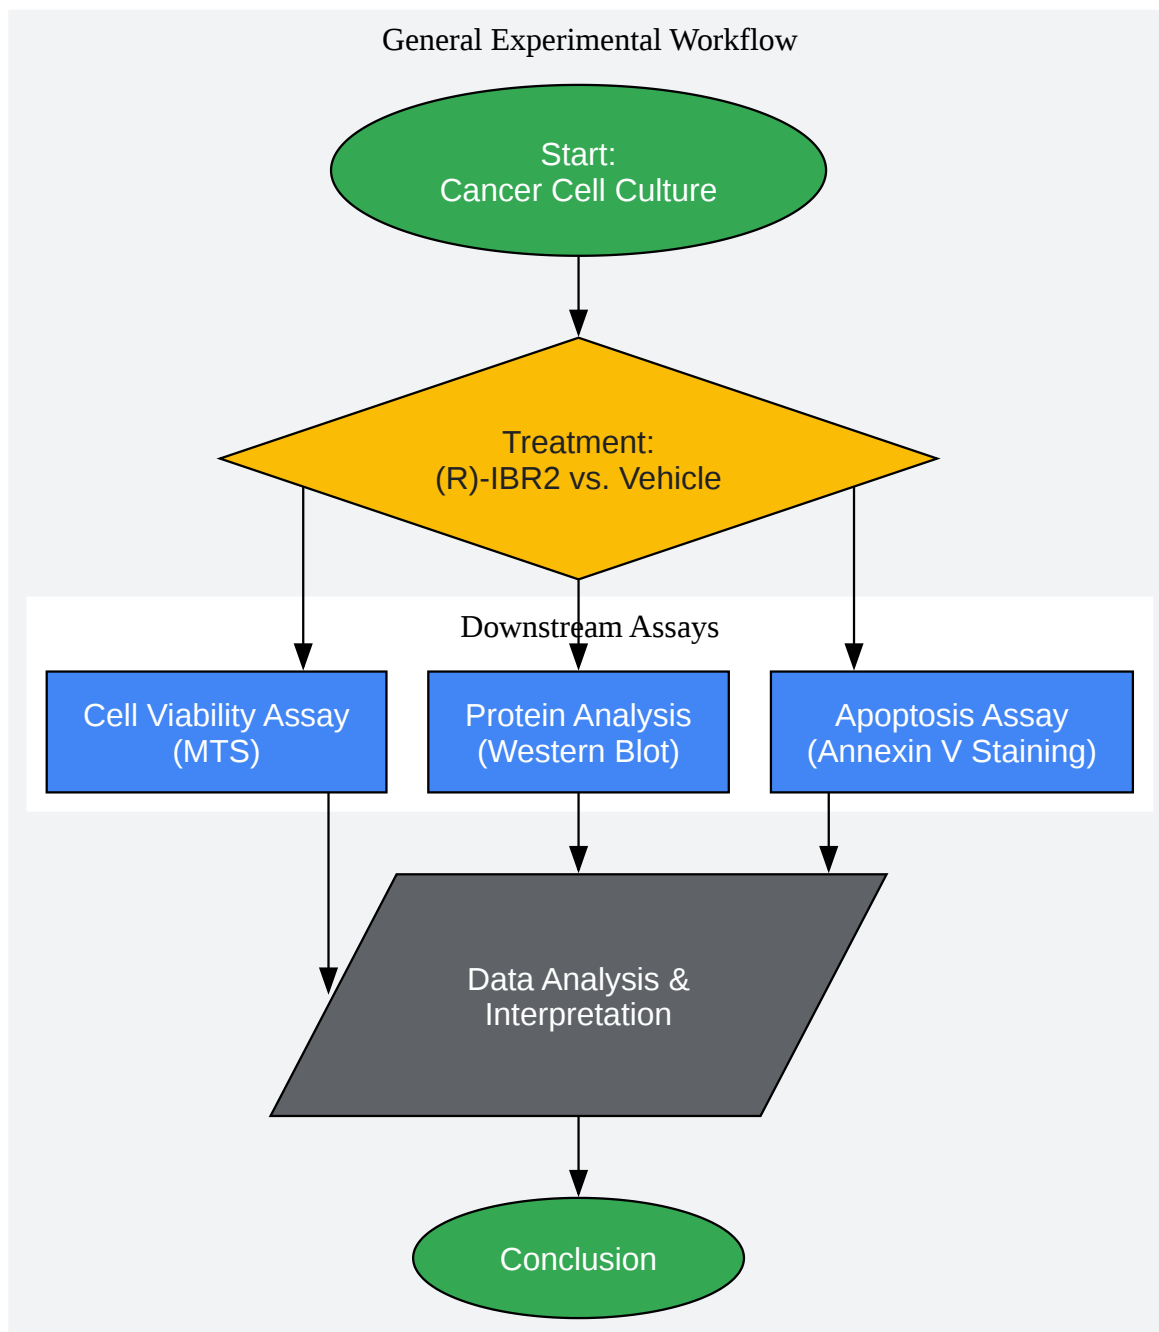 General Experimental Workflow
Start:
Cancer Cell Culture
Treatment:
(R)-IBR2 vs. Vehicle
Downstream Assays
Cell Viability Assay
(MTS)
Protein Analysis
(Western Blot)
Apoptosis Assay
(Annexin V Staining)
Data Analysis &
Interpretation
Conclusion